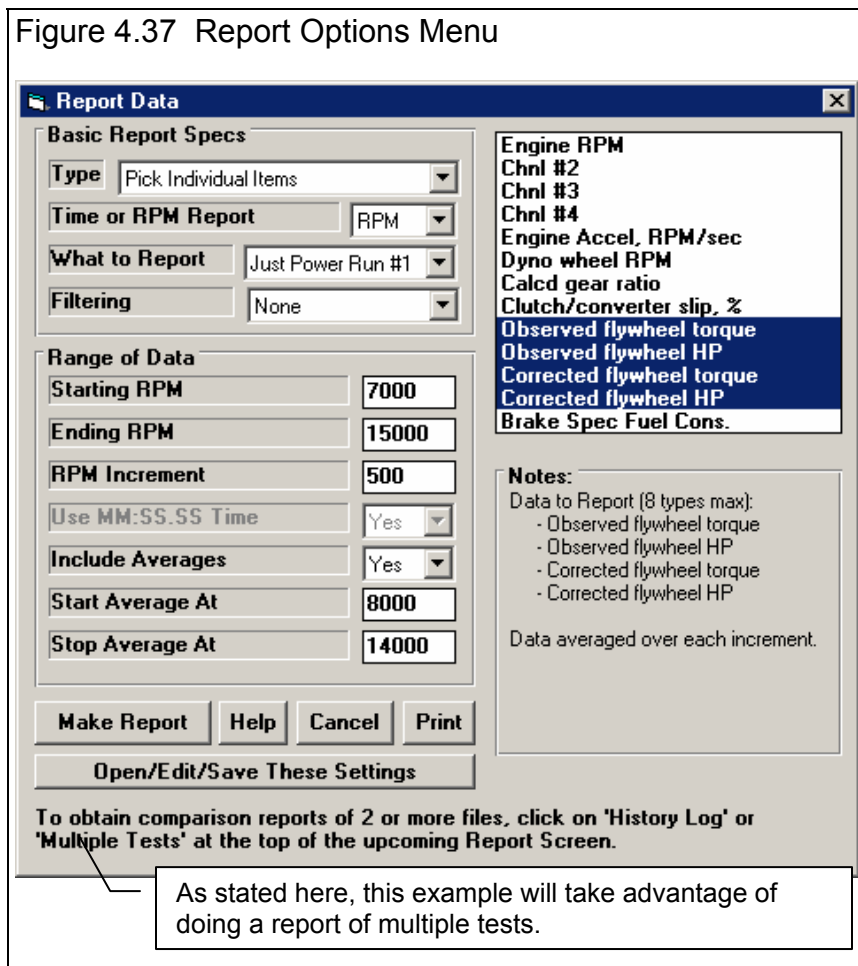 Figure 4.37 Report Options Menu
Report Data
Basic Report Specs
Type Pick Individual Items
Time or RPM Report RPM
What to Report Just Power Run #1
Filtering None
Range of Data
Starting RPM 7000
Ending RPM 15000
RPM Increment 500
Use MM:SS.SS Time Yes
Include Averages Yes
Start Average At 8000
Stop Average At 14000
Make Report Help Cancel Print
Open/Edit/Save These Settings
Engine RPM
Chnl #2
Chnl #3
Chnl #4
Engine Accel, RPM/sec
Dyno wheel RPM
Calcd gear ratio
Clutch/converter slip, %
Observed flywheel torque
Observed flywheel HP
Corrected flywheel torque
Corrected flywheel HP
Brake Spec Fuel Cons.
Notes:
Data to Report (8 types max):
- Observed flywheel torque
- Observed flywheel HP
- Corrected flywheel torque
- Corrected flywheel HP
Data averaged over each increment.
To obtain comparison reports of 2 or more files, click on 'History Log' or
'Multiple Tests' at the top of the upcoming Report Screen.
As stated here, this example will take advantage of
doing a report of multiple tests.